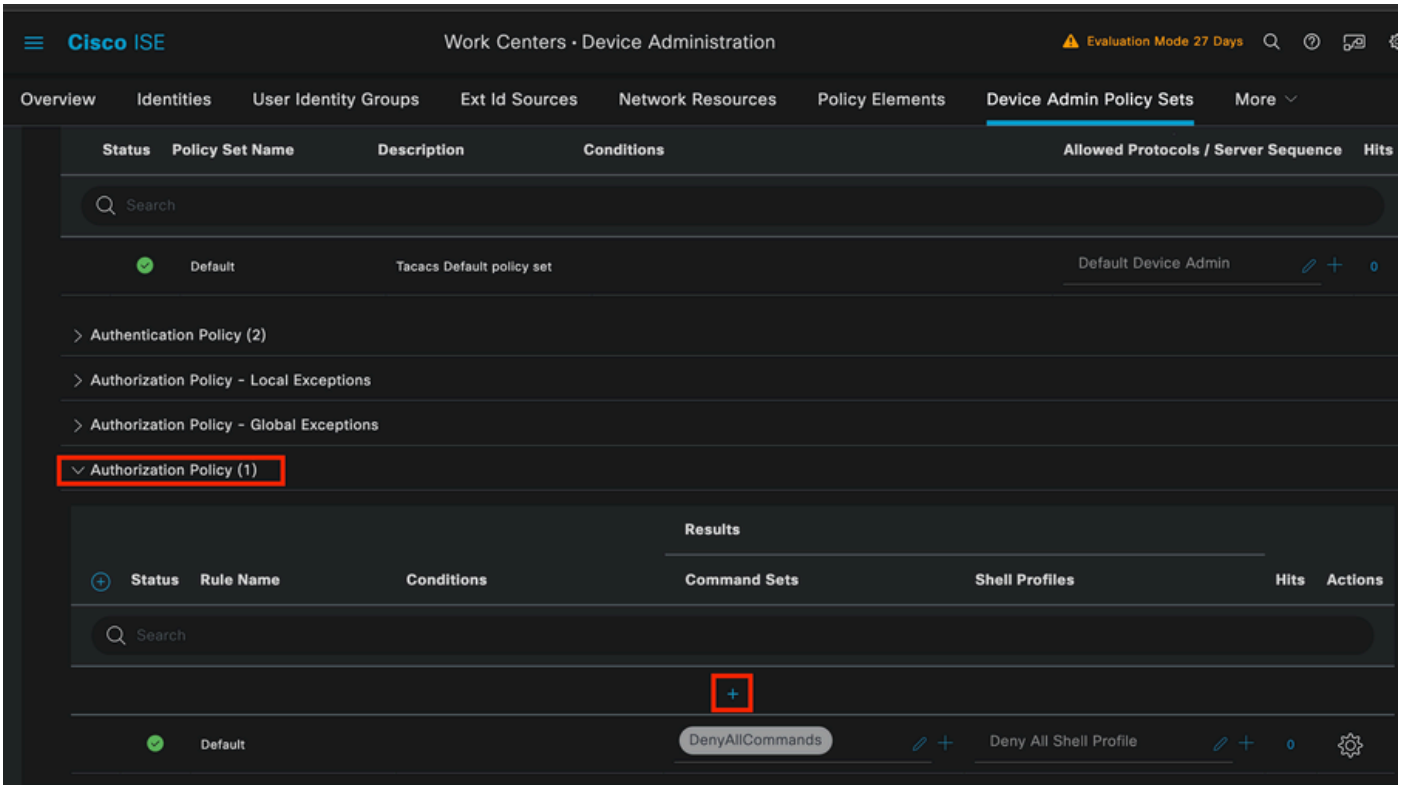 Cisco ISE Work Centers · Device Administration Evaluation Mode 27 Days
Overview Identities User Identity Groups Ext Id Sources Network Resources Policy Elements Device Admin Policy Sets More
Status Policy Set Name Description Conditions Allowed Protocols / Server Sequence Hits
Search
Default Tacacs Default policy set Default Device Admin + 0
Authentication Policy (2)
Authorization Policy - Local Exceptions
Authorization Policy - Global Exceptions
Authorization Policy (1)
Results
Status Rule Name Conditions Command Sets Shell Profiles Hits Actions
Search
+
Default DenyAllCommands + Deny All Shell Profile + 0